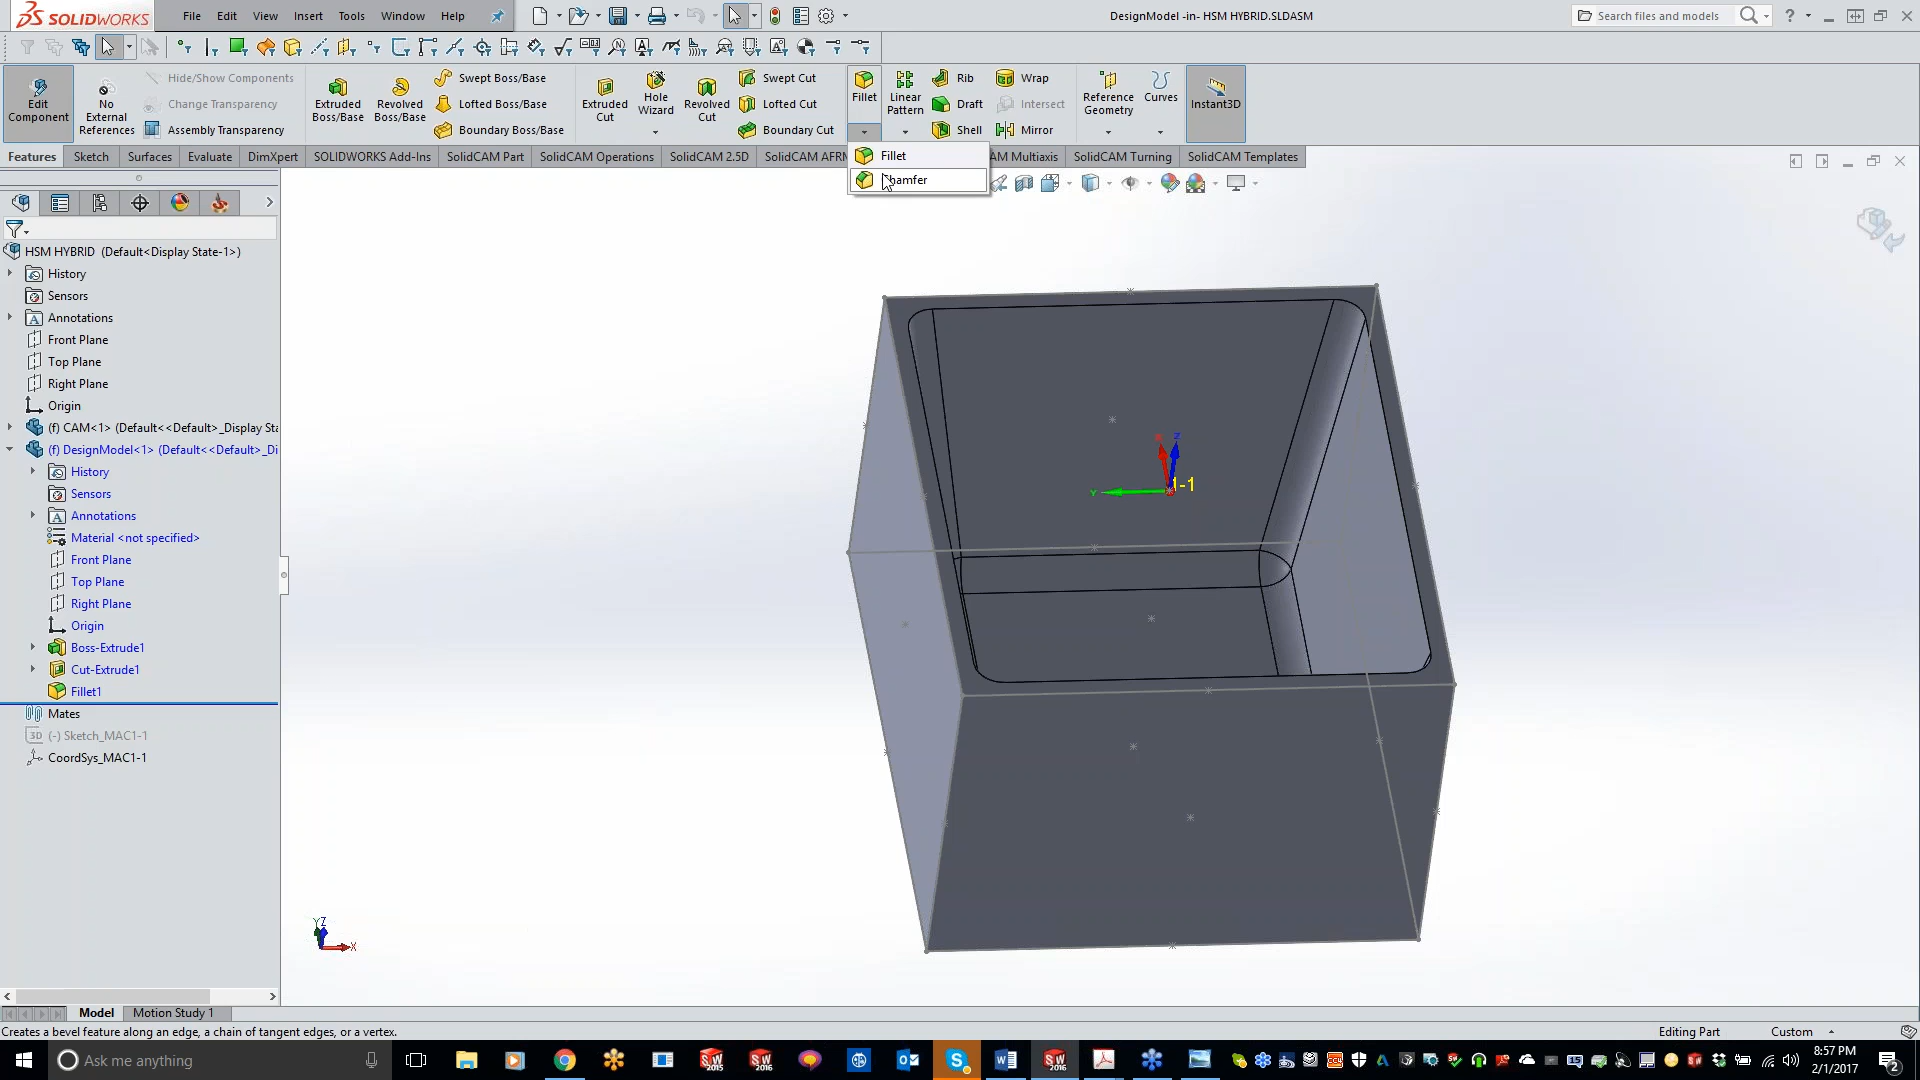 SOLIDWORKS
File Edit View Insert Tools Window Help
DesignModel -in- HSM HYBRID.SLDASM
Search files and models
Edit Component
No External References
Hide/Show Components
Change Transparency
Assembly Transparency
Extruded Boss/Base
Revolved Boss/Base
Swept Boss/Base
Lofted Boss/Base
Boundary Boss/Base
Extruded Cut
Hole Wizard
Revolved Cut
Swept Cut
Lofted Cut
Boundary Cut
Fillet
Linear Pattern
Rib
Draft
Shell
Wrap
Intersect
Mirror
Reference Geometry
Curves
Instant3D
Features Sketch Surfaces Evaluate DimXpert SOLIDWORKS Add-Ins SolidCAM Part SolidCAM Operations SolidCAM 2.5D SolidCAM AFRM AM Multiaxis SolidCAM Turning SolidCAM Templates
Fillet
hamfer
HSM HYBRID (Default<Display State-1>)
History
Sensors
Annotations
Front Plane
Top Plane
Right Plane
Origin
(f) CAM<1> (Default<<Default>_Display Sta
(f) DesignModel<1> (Default<<Default>_Di
History
Sensors
Annotations
Material <not specified>
Front Plane
Top Plane
Right Plane
Origin
Boss-Extrude1
Cut-Extrude1
Fillet1
Mates
3D (-) Sketch_MAC1-1
CoordSys_MAC1-1
X Z
Y 1-1
Y Z
X
Model Motion Study 1
Creates a bevel feature along an edge, a chain of tangent edges, or a vertex.
Editing Part Custom
Ask me anything
8:57 PM
2/1/2017